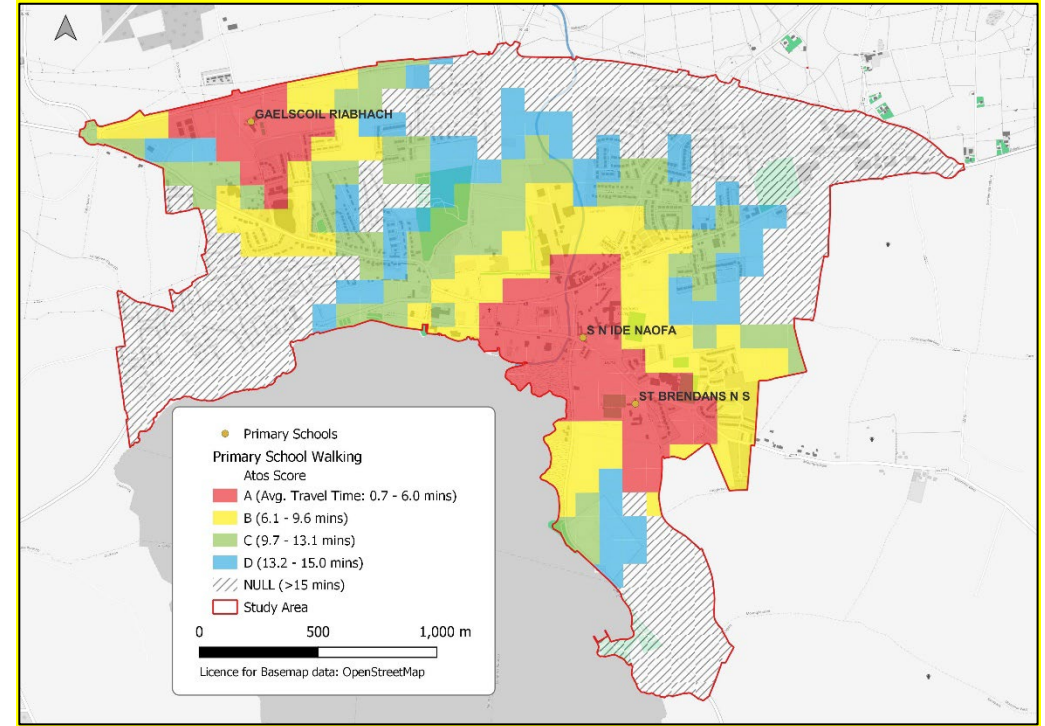 GAELSCOIL RIABHACH
S N IDE NAOFA
ST BRENDANS N S
Primary Schools
Primary School Walking
Atos Score
A (Avg. Travel Time: 0.7 - 6.0 mins)
B (6.1 - 9.6 mins)
C (9.7 - 13.1 mins)
D (13.2 - 15.0 mins)
NULL (>15 mins)
Study Area
0 500 1,000 m
Licence for Basemap data: OpenStreetMap